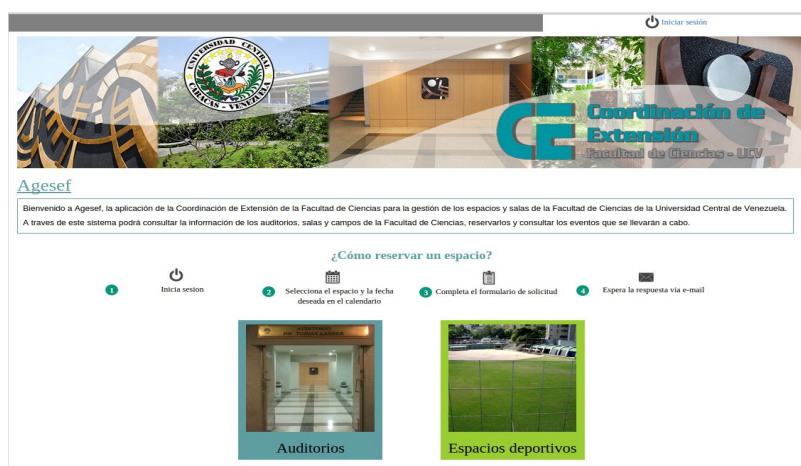 Iniciar sesión
UNIVERSIDAD CENTRAL
CARACAS - VENEZUELA
Coordinación de
Extensión
Facultad de Ciencias - UCV
Agesef
Bienvenido a Agesef, la aplicación de la Coordinación de Extensión de la Facultad de Ciencias para la gestión de los espacios y salas de la Facultad de Ciencias de la Universidad Central de Venezuela.
A traves de este sistema podrá consultar la información de los auditorios, salas y campos de la Facultad de Ciencias, reservarlos y consultar los eventos que se llevarán a cabo.
¿Cómo reservar un espacio?
1 Inicia sesion
2 Selecciona el espacio y la fecha
deseada en el calendario
3 Completa el formulario de solicitud
4 Espera la respuesta via e-mail
AUDITORIO
Auditorios
Espacios deportivos